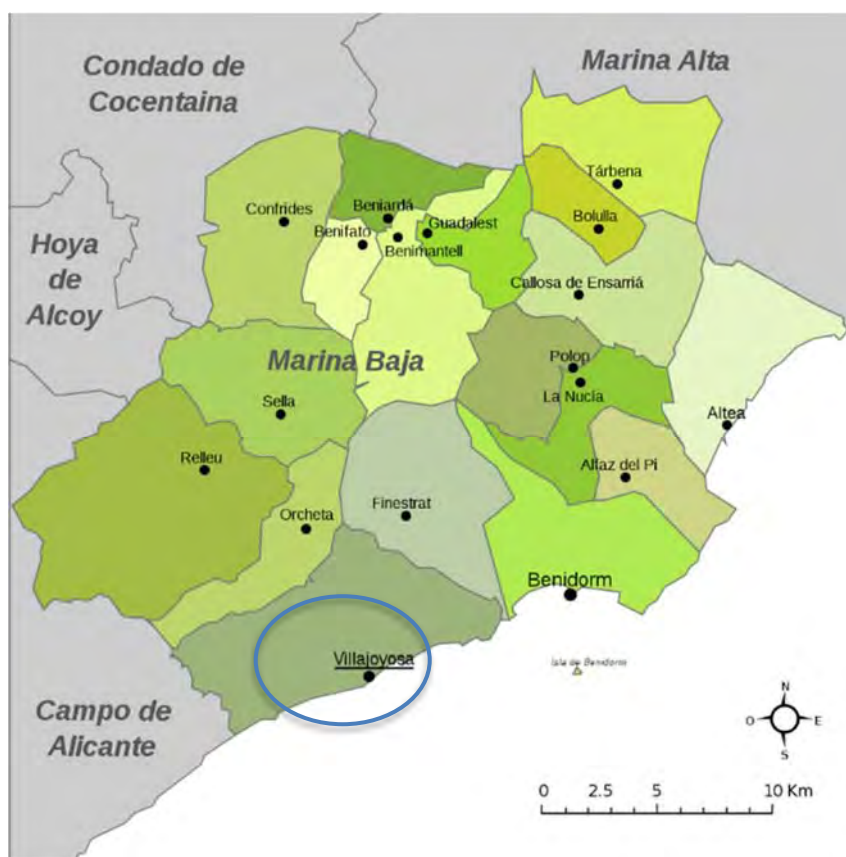 Condado de
Cocentaina
Marina Alta
Tárbena
Confrides
Beniardá
Bolulla
Guadalest
Benifato
Benimantell
Hoya
de
Alcoy
Callosa de Ensarriá
Marina Baja
Polop
La Nucía
Sella
Altea
Relleu
Alfaz del Pi
Finestrat
Orcheta
Benidorm
Villajoyosa
Isla de Benidorm
Campo de
Alicante
N
O
E
S
0 2.5 5 10 Km